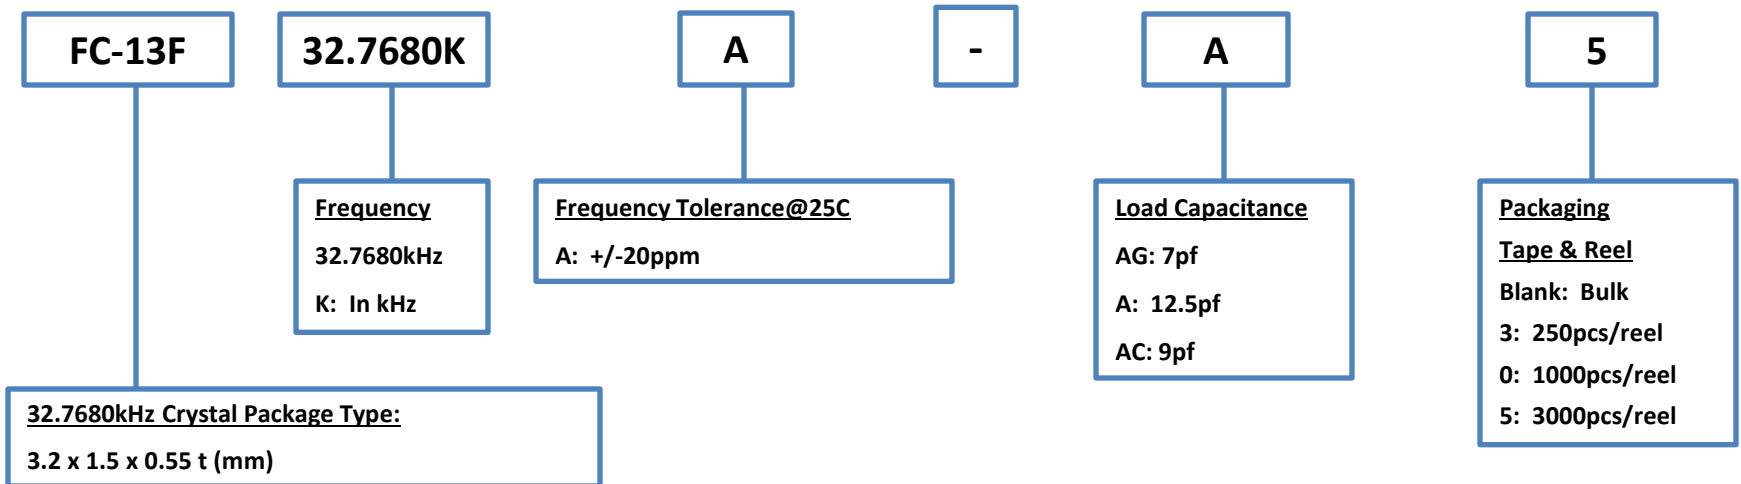 FC-13F 32.7680K A - A 5
Frequency
32.7680kHz
K: In kHz
Frequency Tolerance@25C
A: +/-20ppm
Load Capacitance
AG: 7pf
A: 12.5pf
AC: 9pf
Packaging
Tape & Reel
Blank: Bulk
3: 250pcs/reel
0: 1000pcs/reel
5: 3000pcs/reel
32.7680kHz Crystal Package Type:
3.2 x 1.5 x 0.55 t (mm)